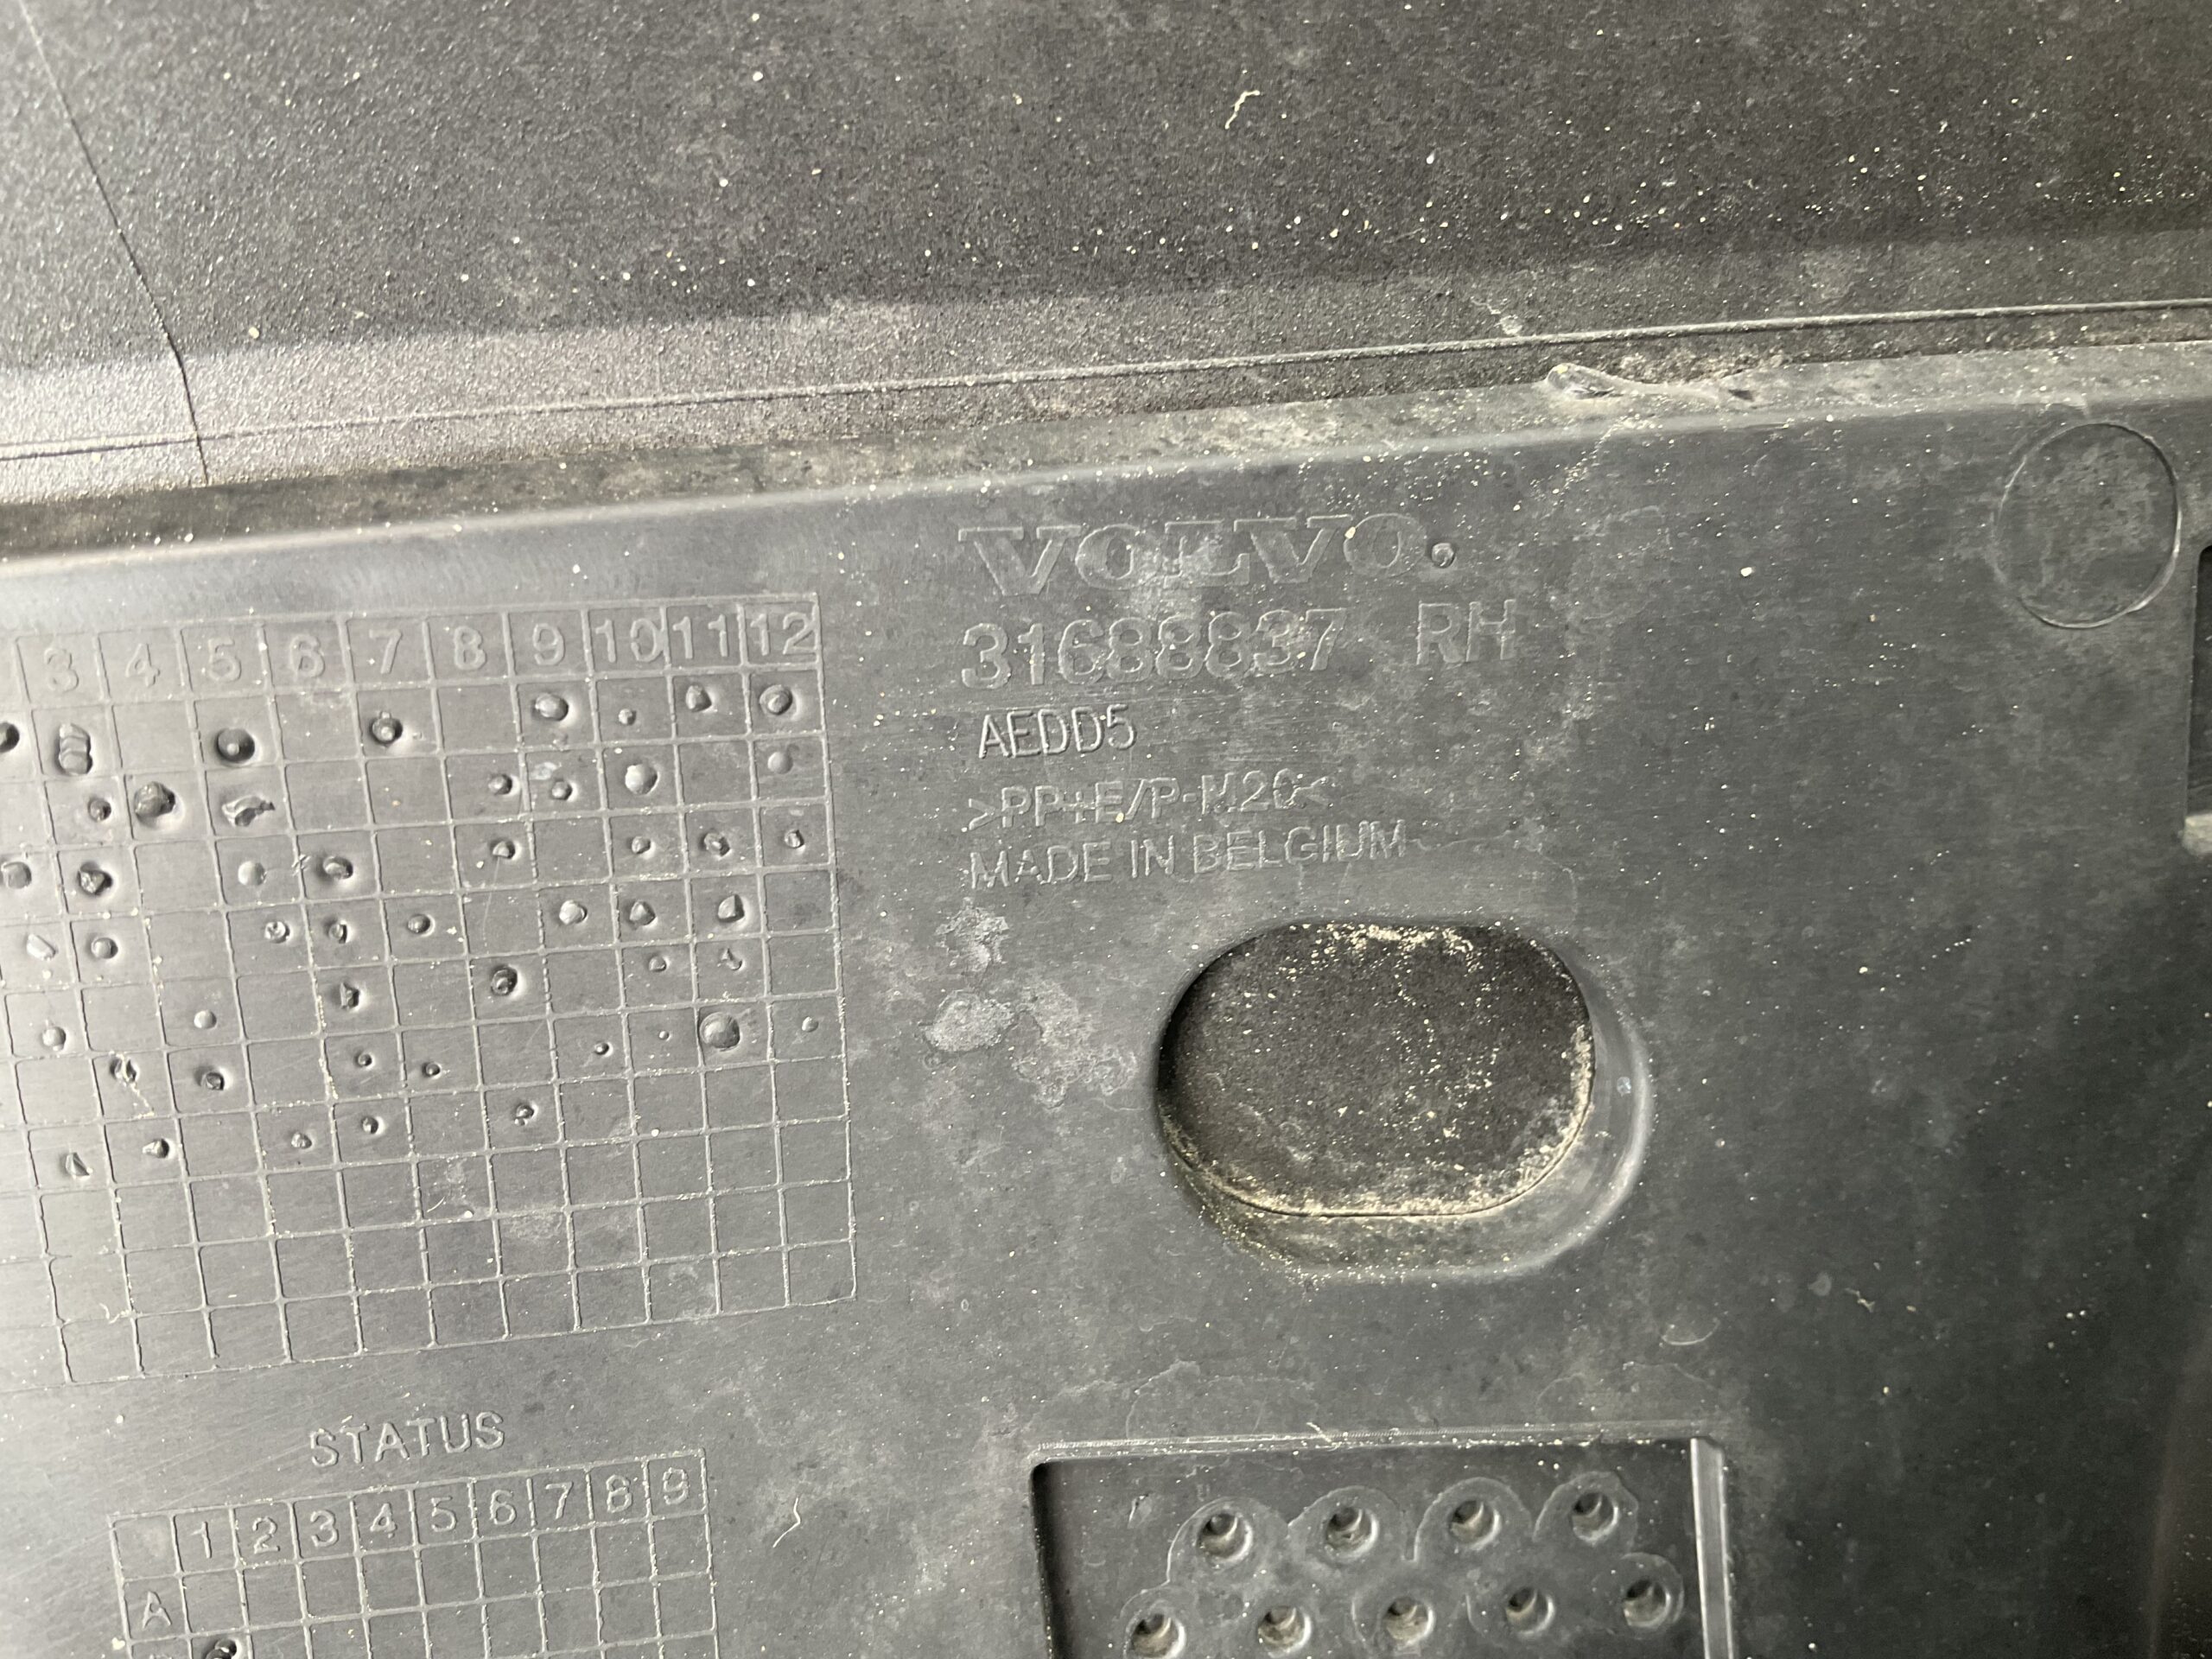 VOLVO.
31688837 RH
AEDD5
>PP+E/P-M20<
MADE IN BELGIUM
3 4 5 6 7 8 9 10 11 12
STATUS
1 2 3 4 5 6 7 8 9
A